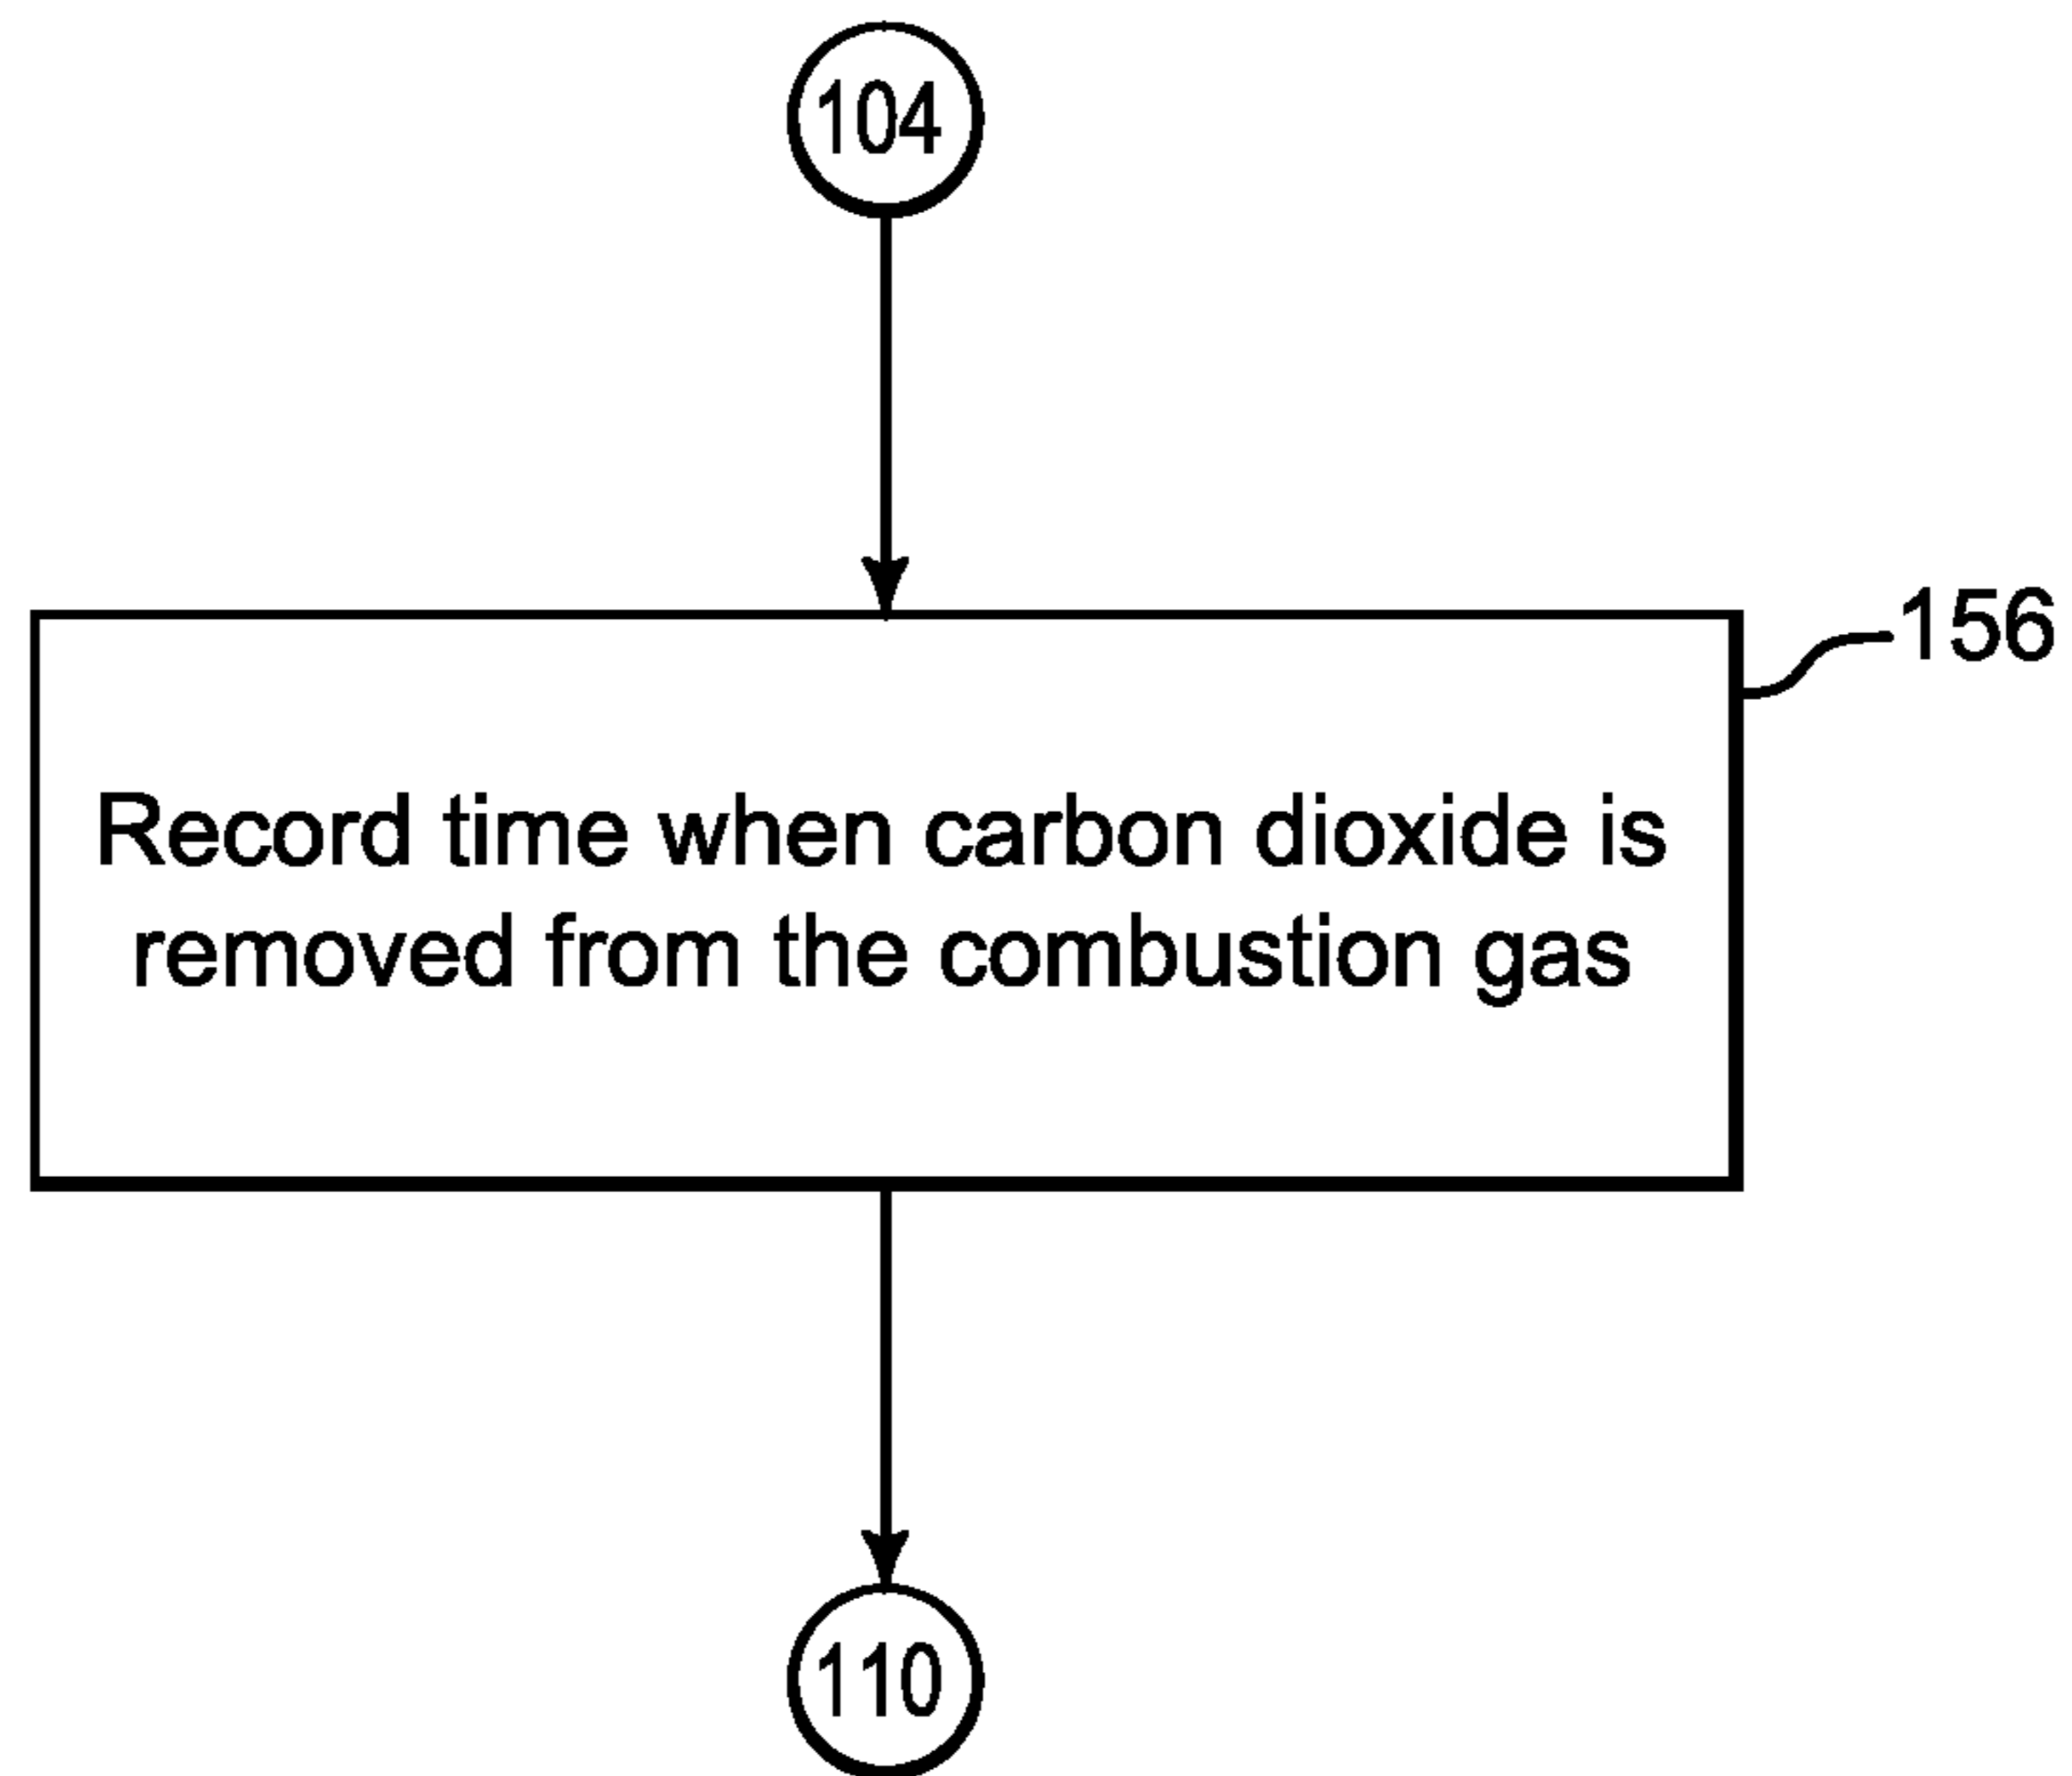 104
156
Record time when carbon dioxide is
removed from the combustion gas
110